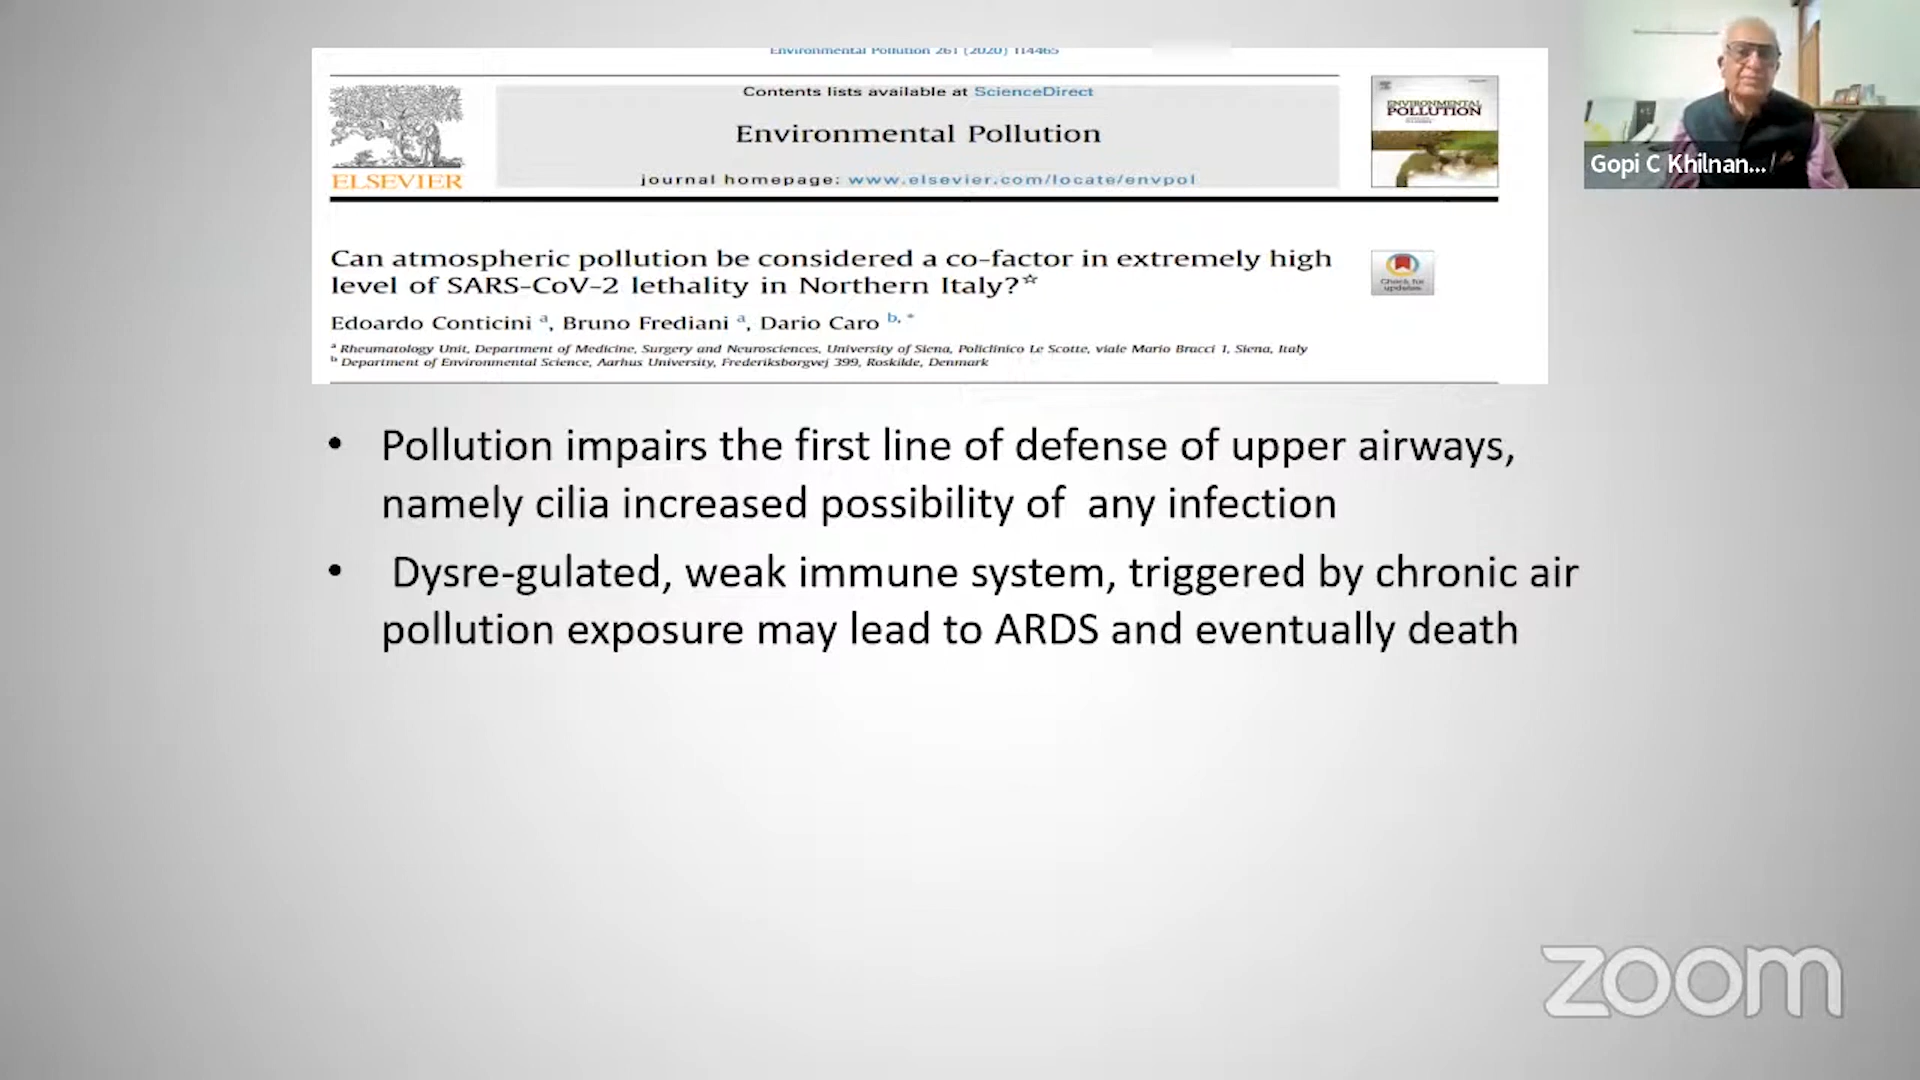 Environmental Pollution 261 (2020) 114465
Contents lists available at ScienceDirect
ENVIRONMENTAL
POLLUTION
Environmental Pollution
ELSEVIER
journal homepage: www.elsevier.com/locate/envpol
Gopi C Khilnan...
Can atmospheric pollution be considered a co-factor in extremely high
level of SARS-CoV-2 lethality in Northern Italy?☆
Check for
updates
Edoardo Conticini a, Bruno Frediani a, Dario Caro b, *
a Rheumatology Unit, Department of Medicine, Surgery and Neurosciences, University of Siena, Policlinico Le Scotte, viale Mario Bracci 1, Siena, Italy
b Department of Environmental Science, Aarhus University, Frederiksborgvej 399, Roskilde, Denmark
• Pollution impairs the first line of defense of upper airways,
namely cilia increased possibility of any infection
• Dysre-gulated, weak immune system, triggered by chronic air
pollution exposure may lead to ARDS and eventually death
zoom